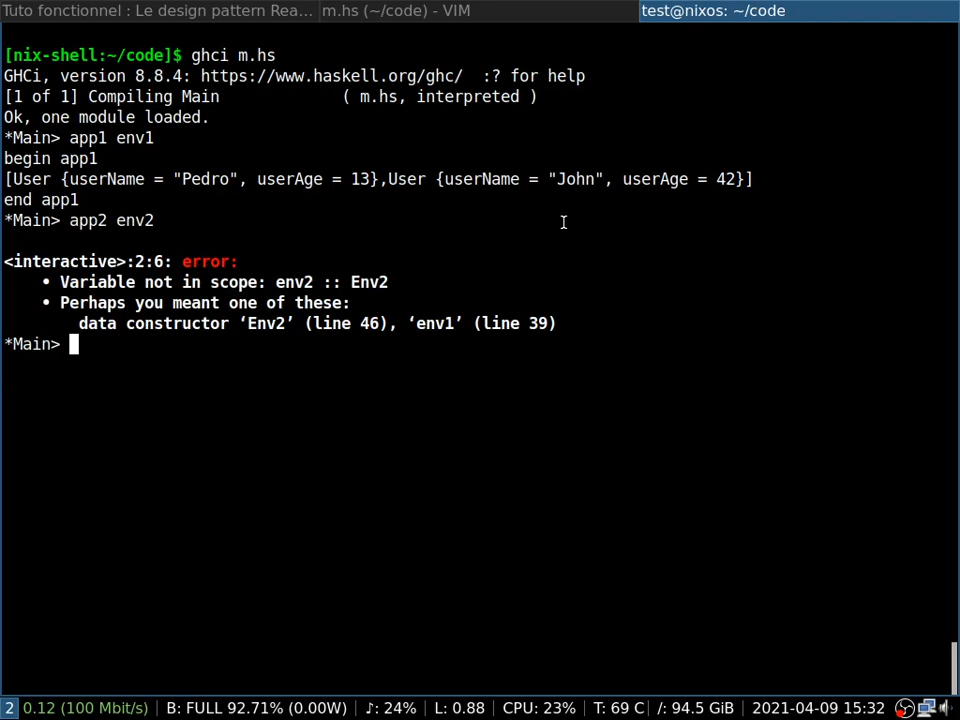 Tuto fonctionnel : Le design pattern Rea...
m.hs (~/code) - VIM
test@nixos: ~/code
[nix-shell:~/code]$ ghci m.hs
GHCi, version 8.8.4: https://www.haskell.org/ghc/  :? for help
[1 of 1] Compiling Main             ( m.hs, interpreted )
Ok, one module loaded.
*Main> app1 env1
begin app1
[User {userName = "Pedro", userAge = 13},User {userName = "John", userAge = 42}]
end app1
*Main> app2 env2
<interactive>:2:6: error:
• Variable not in scope: env2 :: Env2
• Perhaps you meant one of these:
data constructor ‘Env2’ (line 46), ‘env1’ (line 39)
*Main>
2 0.12 (100 Mbit/s) | B: FULL 92.71% (0.00W) | ♪: 24% | L: 0.88 | CPU: 23% | T: 69 C | /: 94.5 GiB | 2021-04-09 15:32